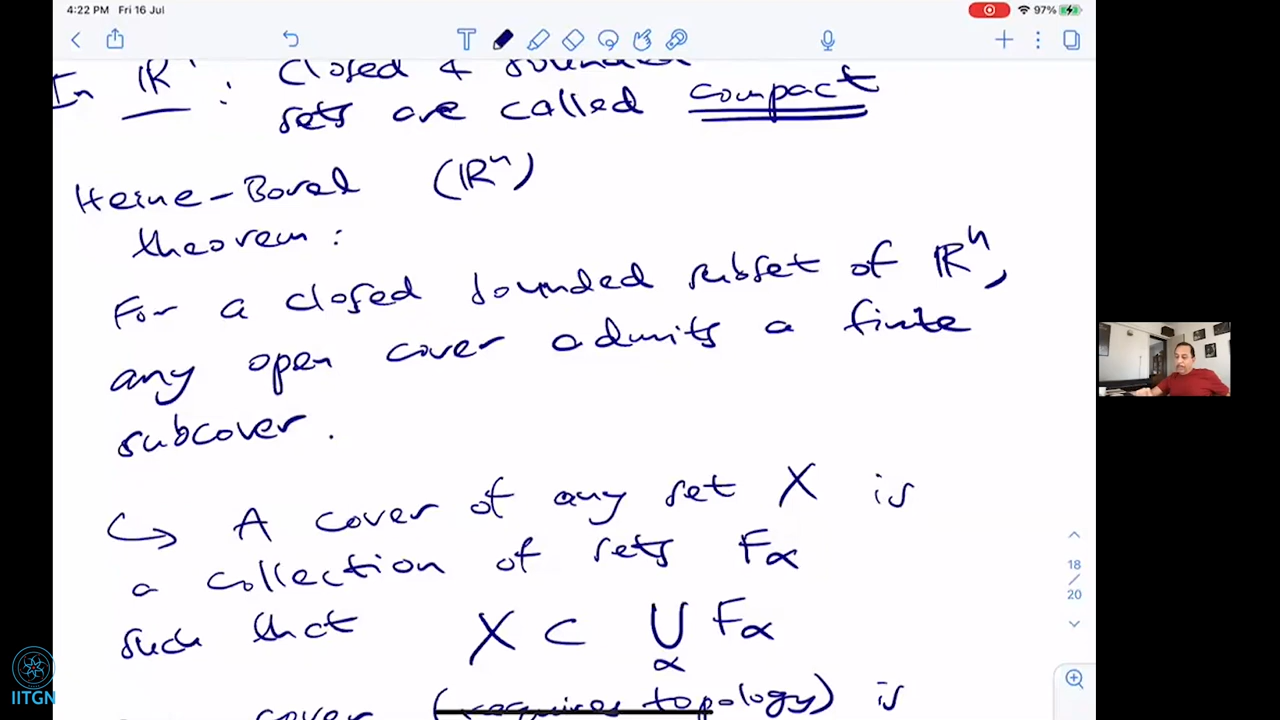 4:22 PM Fri 16 Jul
97%
In ℝⁿ : closed & bounded
sets are called compact
Heine-Borel (ℝⁿ)
theorem :
For a closed bounded subset of ℝⁿ,
any open cover admits a finite
subcover .
↪ A cover of any set X is
a collection of sets Fα
such that X ⊂ ∪α Fα
cover (requires topology) is
18
/
20
IITGN